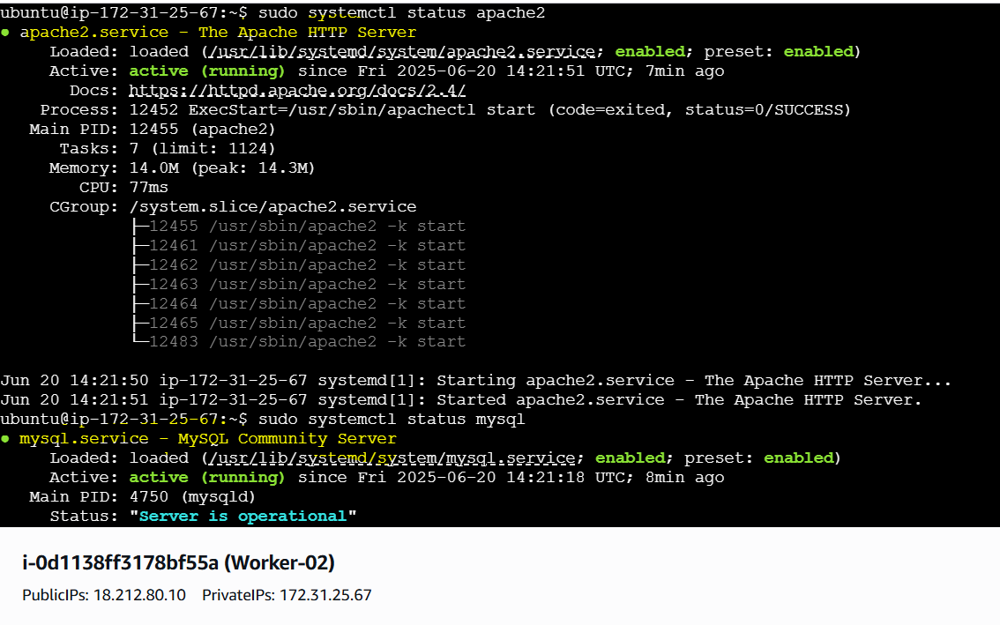 ubuntu@ip-172-31-25-67:~$ sudo systemctl status apache2
● apache2.service - The Apache HTTP Server
Loaded: loaded (/usr/lib/systemd/system/apache2.service; enabled; preset: enabled)
Active: active (running) since Fri 2025-06-20 14:21:51 UTC; 7min ago
Docs: https://httpd.apache.org/docs/2.4/
Process: 12452 ExecStart=/usr/sbin/apachectl start (code=exited, status=0/SUCCESS)
Main PID: 12455 (apache2)
Tasks: 7 (limit: 1124)
Memory: 14.0M (peak: 14.3M)
CPU: 77ms
CGroup: /system.slice/apache2.service
├─12455 /usr/sbin/apache2 -k start
├─12461 /usr/sbin/apache2 -k start
├─12462 /usr/sbin/apache2 -k start
├─12463 /usr/sbin/apache2 -k start
├─12464 /usr/sbin/apache2 -k start
├─12465 /usr/sbin/apache2 -k start
└─12483 /usr/sbin/apache2 -k start
Jun 20 14:21:50 ip-172-31-25-67 systemd[1]: Starting apache2.service - The Apache HTTP Server...
Jun 20 14:21:51 ip-172-31-25-67 systemd[1]: Started apache2.service - The Apache HTTP Server.
ubuntu@ip-172-31-25-67:~$ sudo systemctl status mysql
● mysql.service - MySQL Community Server
Loaded: loaded (/usr/lib/systemd/system/mysql.service; enabled; preset: enabled)
Active: active (running) since Fri 2025-06-20 14:21:18 UTC; 8min ago
Main PID: 4750 (mysqld)
Status: "Server is operational"
i-0d1138ff3178bf55a (Worker-02)
PublicIPs: 18.212.80.10 PrivateIPs: 172.31.25.67